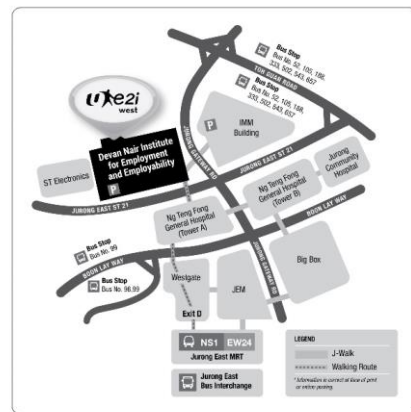 Bus Stop
Bus No. 52, 105, 188,
333, 502, 543, 657
TOH GUAN ROAD
Bus Stop
Bus No. 52, 105, 188,
333, 502, 543, 657
e2i
west
P
IMM
Building
JURONG GATEWAY RD
Devan Nair Institute
for Employment
and Employability
P
ST Electronics
JURONG EAST ST 21
JURONG EAST ST 21
Jurong
Community
Hospital
Ng Teng Fong
General Hospital
(Tower B)
Ng Teng Fong
General Hospital
(Tower A)
BOON LAY WAY
Bus Stop
Bus No. 99
BOON LAY WAY
Bus Stop
Bus No. 96,99
Westgate
JEM
JURONG GATEWAY RD
Big Box
Exit D
NS1 EW24
Jurong East MRT
Jurong East
Bus Interchange
LEGEND
J-Walk
Walking Route
*Information is correct at time of print
or online posting.